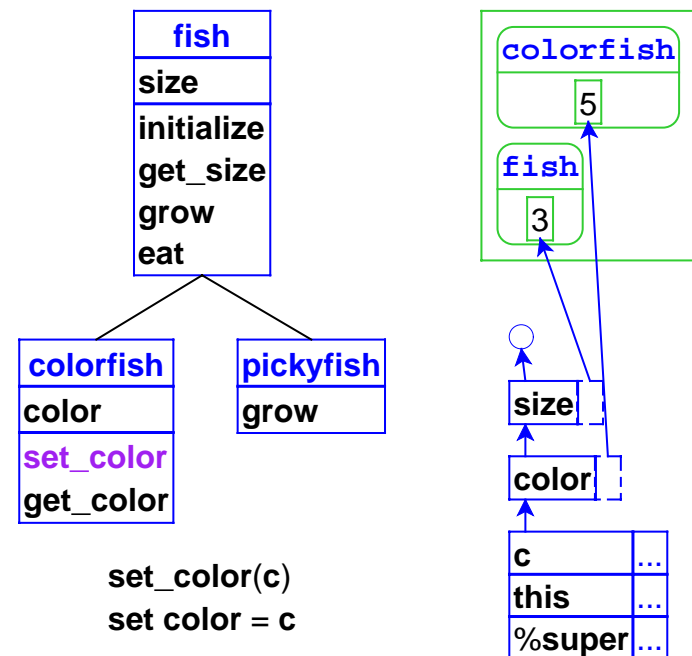 fish
size
initialize
get_size
grow
eat
colorfish
color
set_color
get_color
pickyfish
grow
set_color(c)
set color = c
colorfish
5
fish
3
size
color
c ...
this ...
%super ...